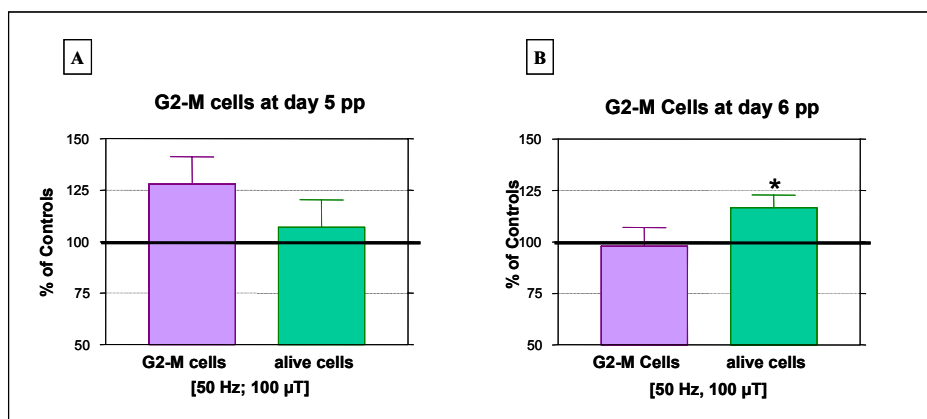 A
G2-M cells at day 5 pp
150
125
100
75
50
% of Controls
G2-M cells alive cells
[50 Hz; 100 µT]
B
G2-M Cells at day 6 pp
150
125
100
75
50
% of Controls
*
G2-M Cells alive cells
[50 Hz, 100 µT]